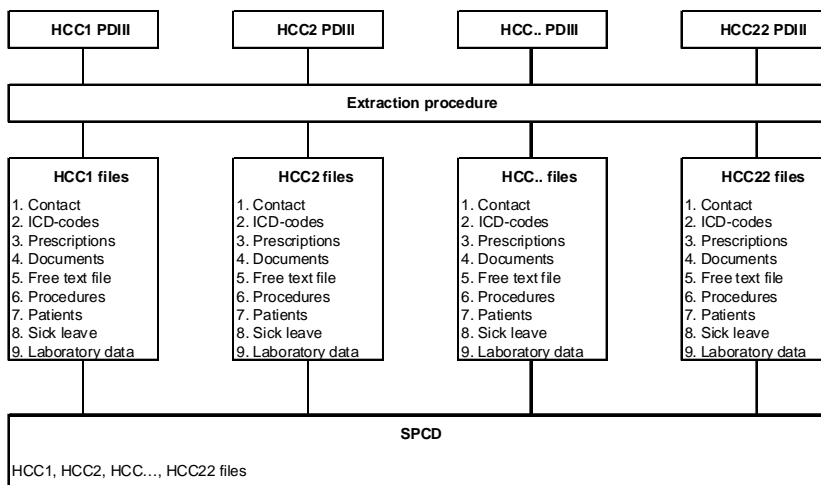 HCC1 PDIII
HCC2 PDIII
HCC.. PDIII
HCC22 PDIII
Extraction procedure
HCC1 files
1. Contact
2. ICD-codes
3. Prescriptions
4. Documents
5. Free text file
6. Procedures
7. Patients
8. Sick leave
9. Laboratory data
HCC2 files
1. Contact
2. ICD-codes
3. Prescriptions
4. Documents
5. Free text file
6. Procedures
7. Patients
8. Sick leave
9. Laboratory data
HCC.. files
1. Contact
2. ICD-codes
3. Prescriptions
4. Documents
5. Free text file
6. Procedures
7. Patients
8. Sick leave
9. Laboratory data
HCC22 files
1. Contact
2. ICD-codes
3. Prescriptions
4. Documents
5. Free text file
6. Procedures
7. Patients
8. Sick leave
9. Laboratory data
SPCD
HCC1, HCC2, HCC..., HCC22 files